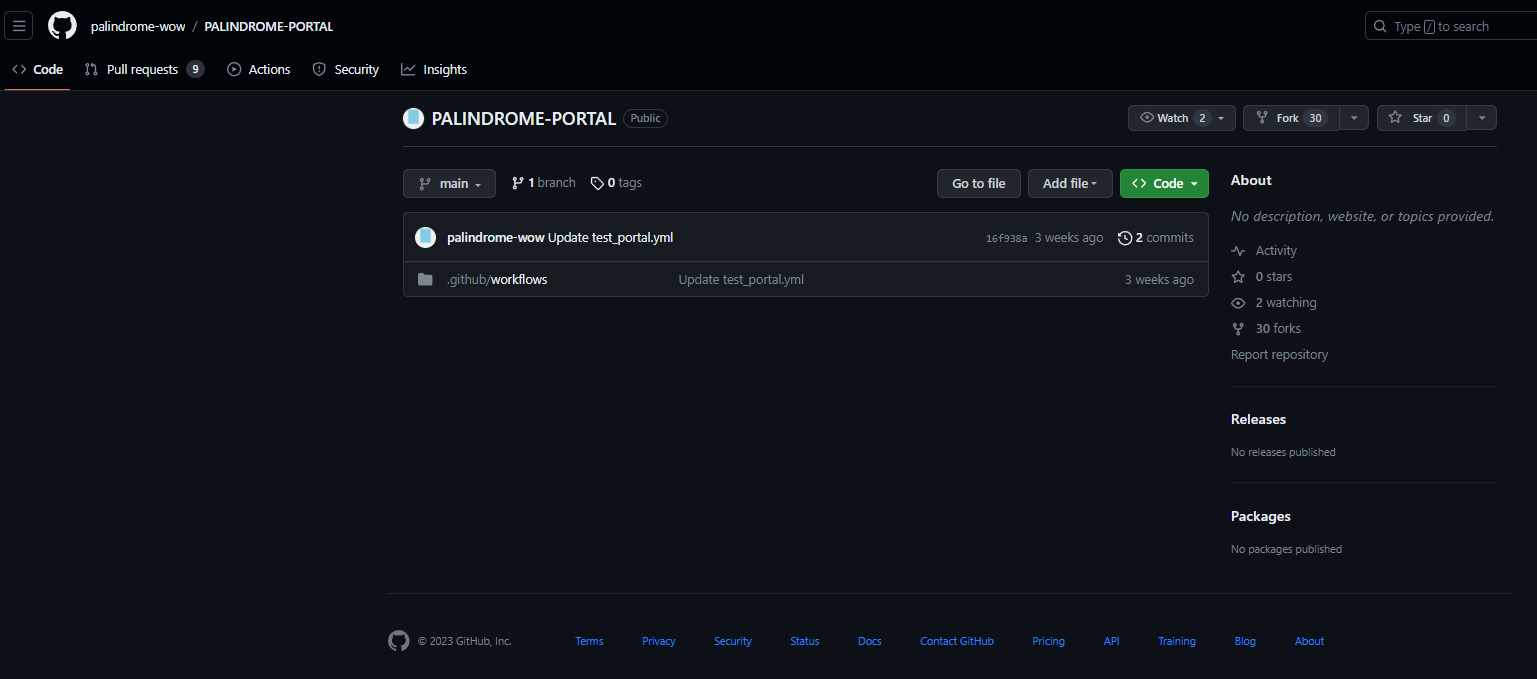 palindrome-wow / PALINDROME-PORTAL
Type / to search
Code Pull requests 9 Actions Security Insights
PALINDROME-PORTAL Public
Watch 2 Fork 30 Star 0
main 1 branch 0 tags
Go to file Add file Code
palindrome-wow Update test_portal.yml 16f938a 3 weeks ago 2 commits
.github/workflows Update test_portal.yml 3 weeks ago
About
No description, website, or topics provided.
Activity
0 stars
2 watching
30 forks
Report repository
Releases
No releases published
Packages
No packages published
© 2023 GitHub, Inc. Terms Privacy Security Status Docs Contact GitHub Pricing API Training Blog About